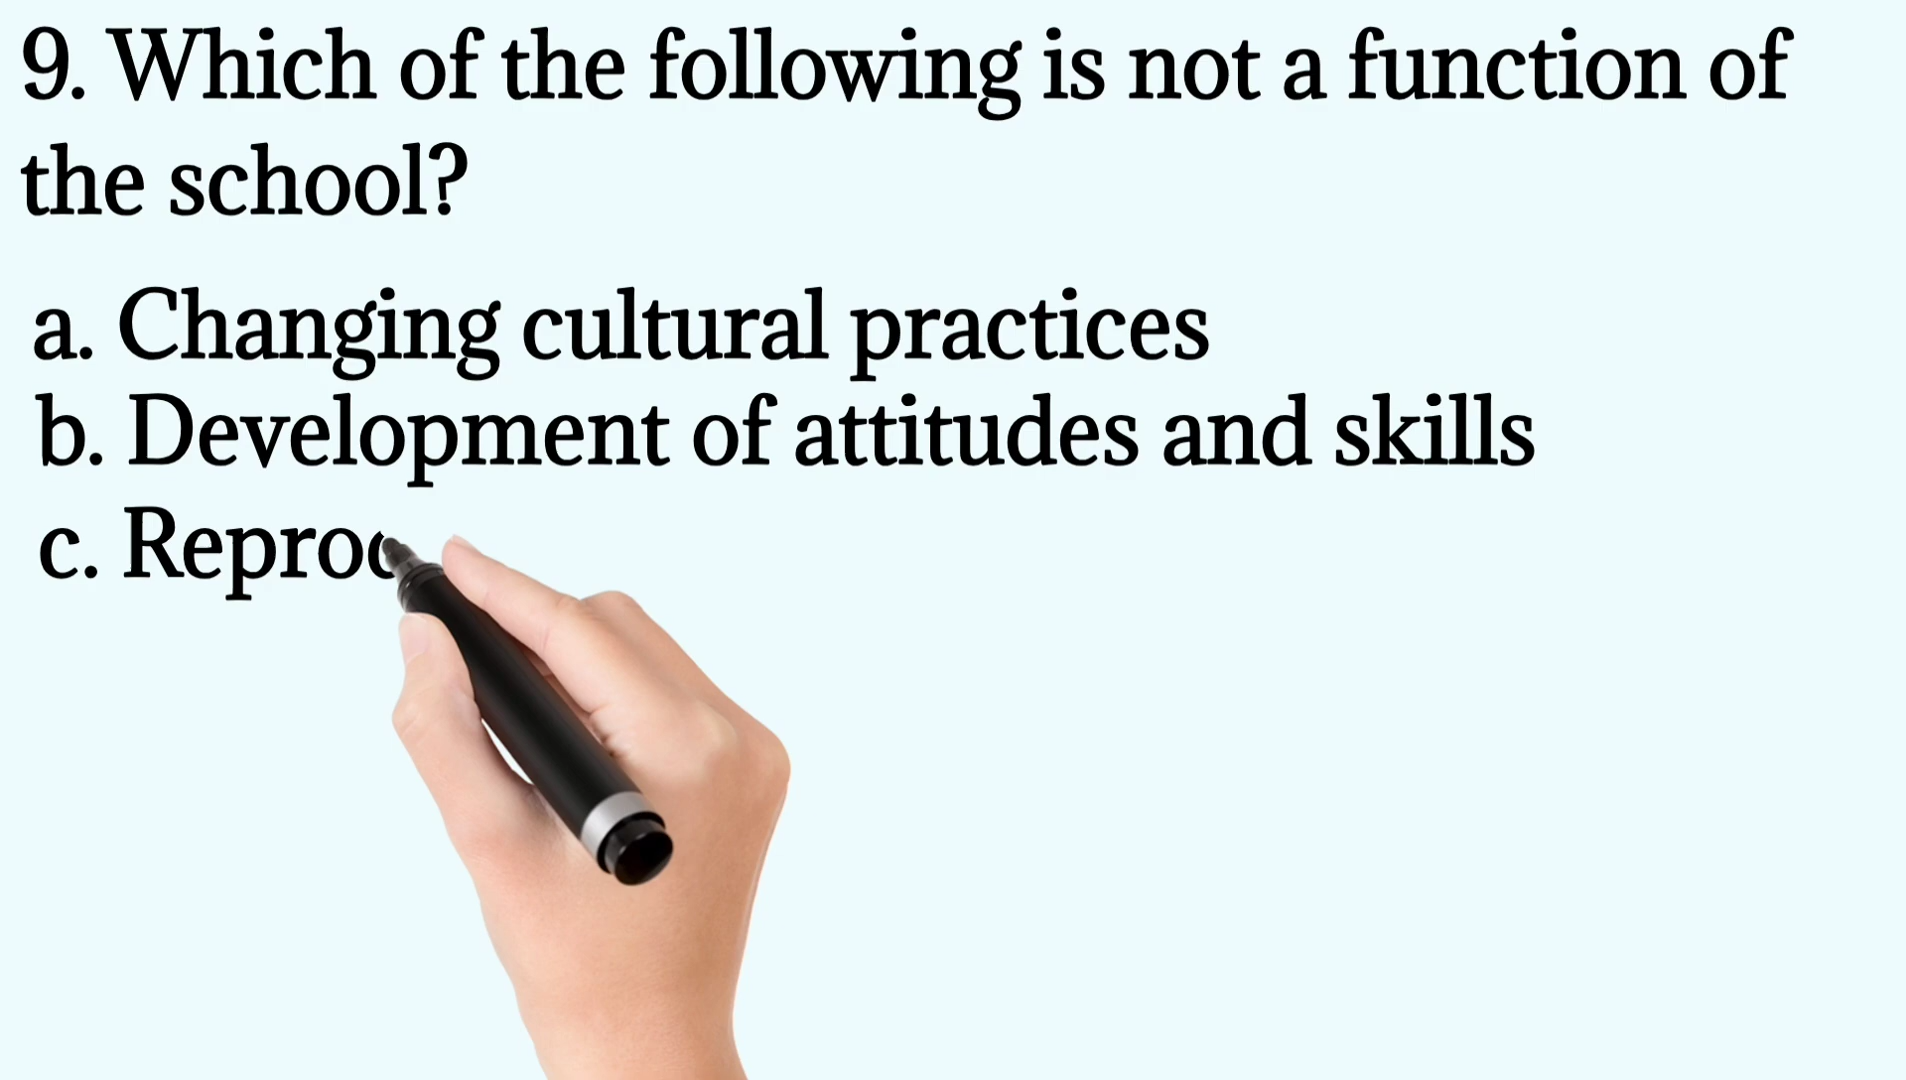 9. Which of the following is not a function of
the school?
a. Changing cultural practices
b. Development of attitudes and skills
c.